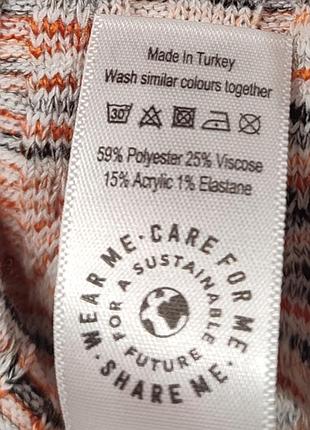 Made In Turkey
Wash similar colours together
30
59% Polyester 25% Viscose
15% Acrylic 1% Elastane
WEAR ME · CARE FOR ME · SHARE ME ·
FOR A SUSTAINABLE FUTURE